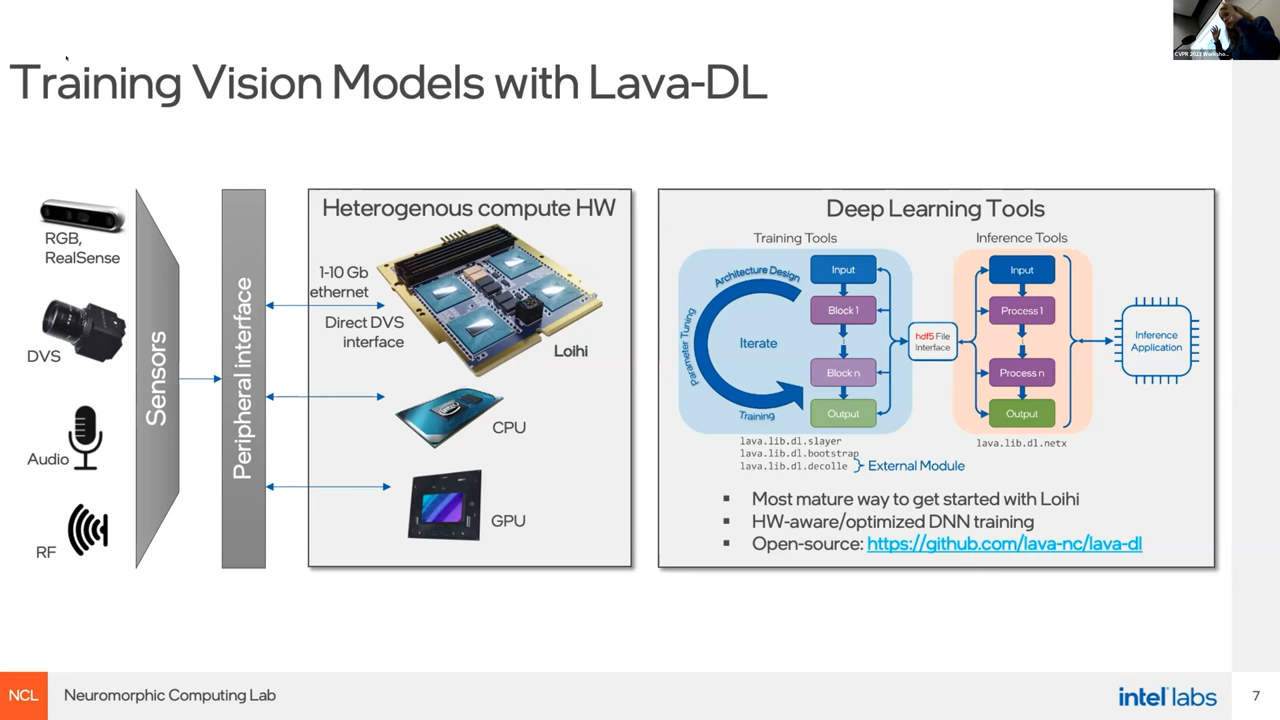 CVPR 2023 Worksho...
Training Vision Models with Lava-DL
RGB,
RealSense
DVS
Audio
RF
Sensors
Peripheral interface
Heterogenous compute HW
1-10 Gb
ethernet
Direct DVS
interface
Loihi
CPU
GPU
Deep Learning Tools
Training Tools
Inference Tools
Architecture Design
Parameter Tuning
Iterate
Training
Input
Block 1
Block n
Output
hdf5 File
Interface
Input
Process 1
Process n
Output
Inference
Application
lava.lib.dl.slayer
lava.lib.dl.bootstrap
lava.lib.dl.decolle
External Module
lava.lib.dl.netx
▪ Most mature way to get started with Loihi
▪ HW-aware/optimized DNN training
▪ Open-source: https://github.com/lava-nc/lava-dl
NCL
Neuromorphic Computing Lab
intel labs
7